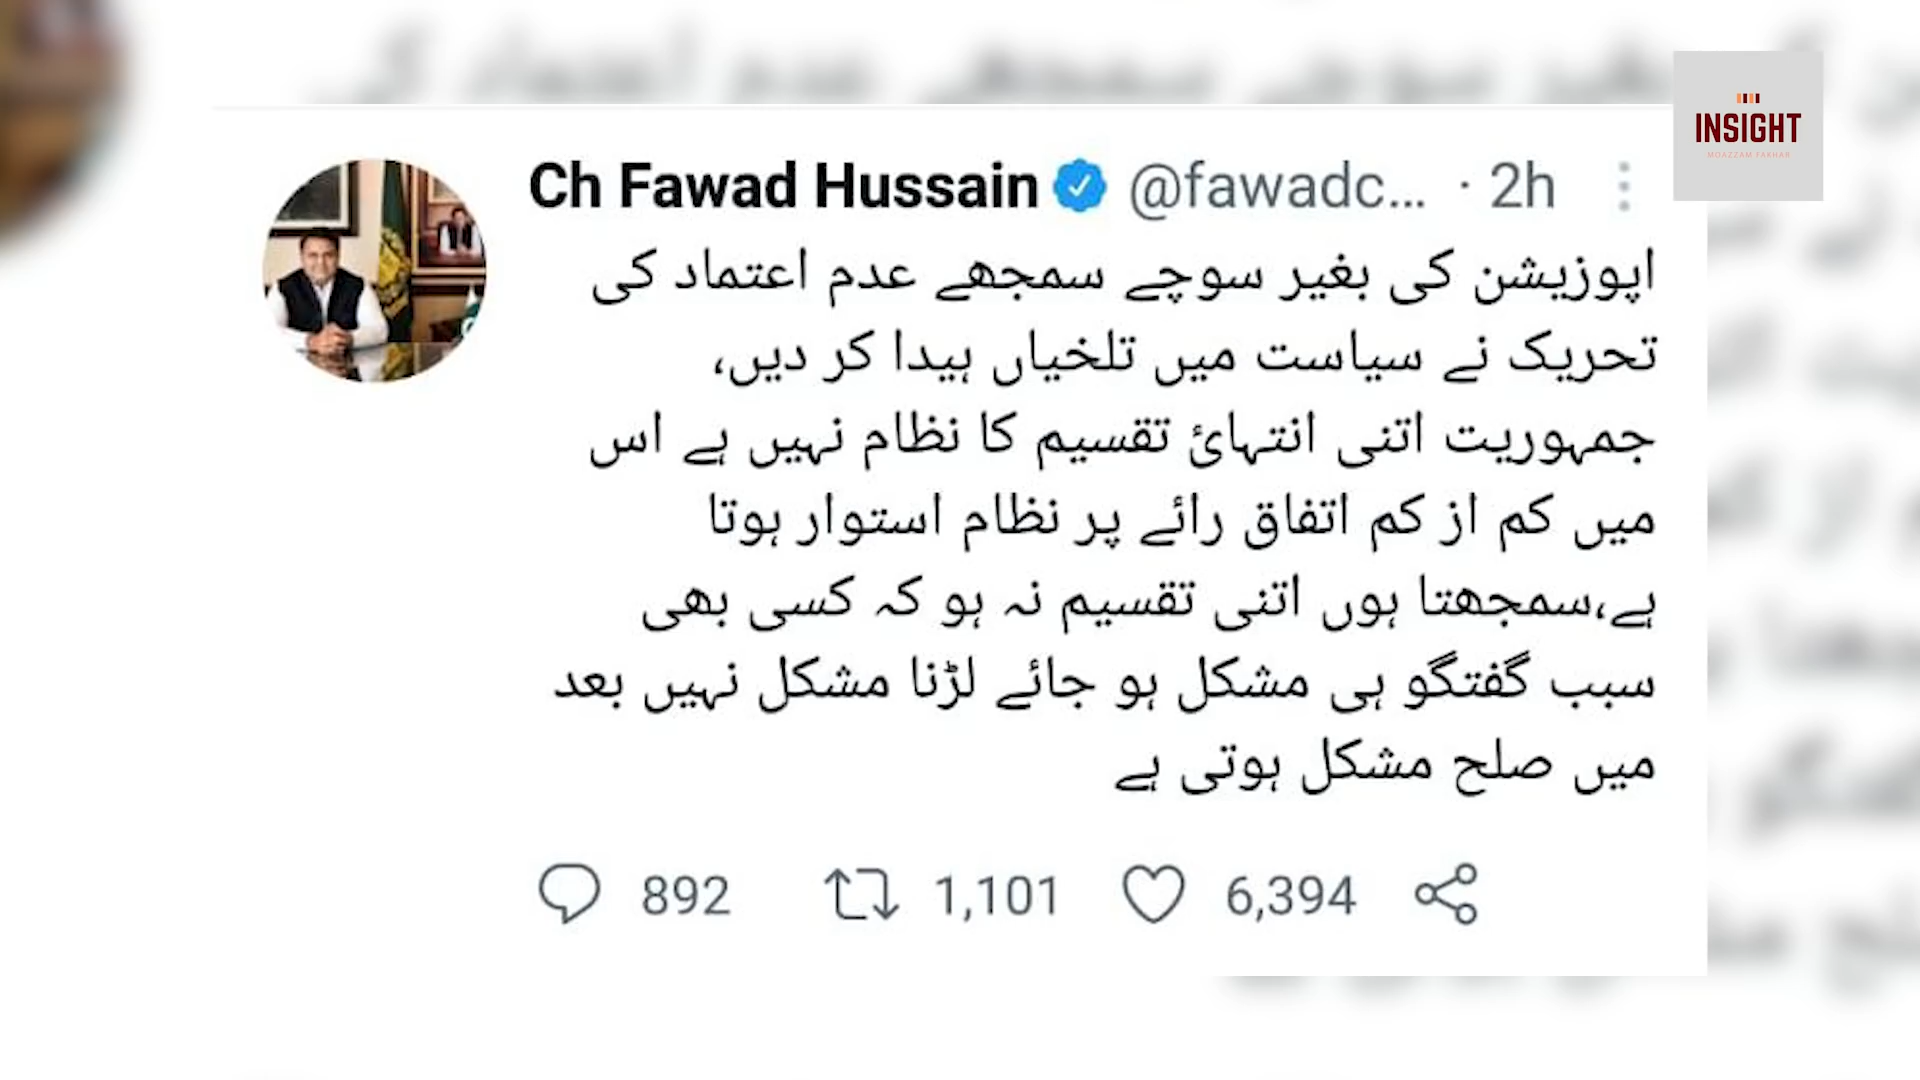 INSIGHT
MOAZZAM FAKHAR
Ch Fawad Hussain @fawadc... · 2h
اپوزیشن کی بغیر سوچے سمجھے عدم اعتماد کی
تحریک نے سیاست میں تلخیاں پیدا کر دیں،
جمہوریت اتنی انتہائ تقسیم کا نظام نہیں ہے اس
میں کم از کم اتفاق رائے پر نظام استوار ہوتا
ہے،سمجھتا ہوں اتنی تقسیم نہ ہو کہ کسی بھی
سبب گفتگو ہی مشکل ہو جائے لڑنا مشکل نہیں بعد
میں صلح مشکل ہوتی ہے
892 1,101 6,394